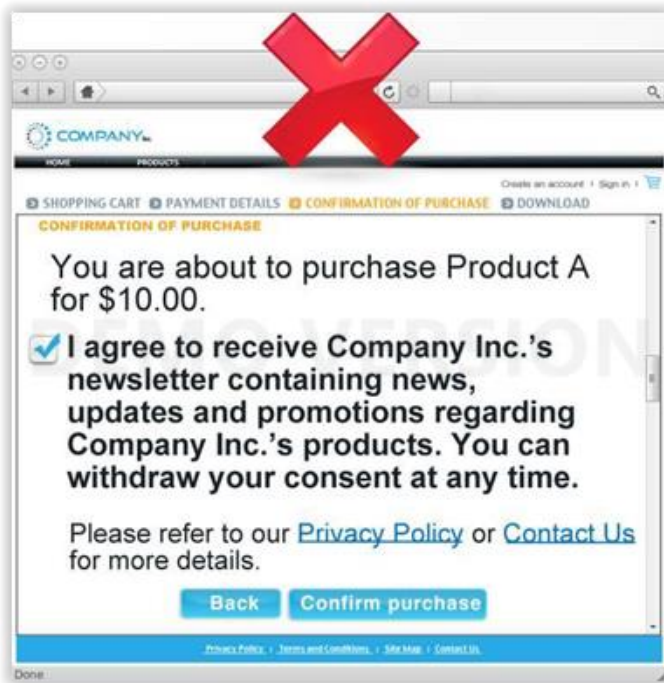 COMPANY Inc.
HOME PRODUCTS
Create an account | Sign in |
SHOPPING CART PAYMENT DETAILS CONFIRMATION OF PURCHASE DOWNLOAD
CONFIRMATION OF PURCHASE
You are about to purchase Product A
for $10.00.
DEMO VERSION
I agree to receive Company Inc.’s
newsletter containing news,
updates and promotions regarding
Company Inc.’s products. You can
withdraw your consent at any time.
Please refer to our Privacy Policy or Contact Us
for more details.
Back Confirm purchase
Privacy Policy | Terms and Conditions | Site Map | Contact Us
Done